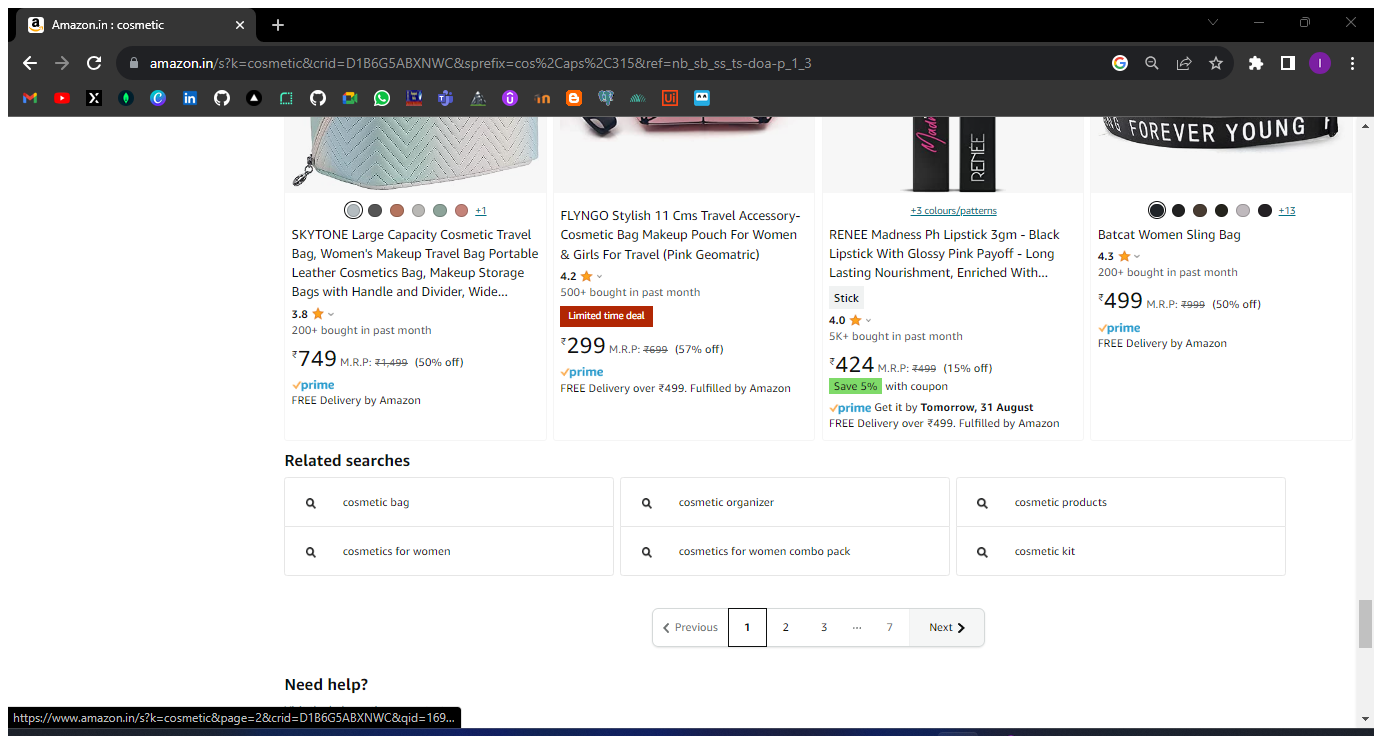 Amazon.in : cosmetic
amazon.in/s?k=cosmetic&crid=D1B6G5ABXNWC&sprefix=cos%2Caps%2C315&ref=nb_sb_ss_ts-doa-p_1_3
Madn
RENÉE
NG FOREVER YOUNG F
+1
SKYTONE Large Capacity Cosmetic Travel
Bag, Women's Makeup Travel Bag Portable
Leather Cosmetics Bag, Makeup Storage
Bags with Handle and Divider, Wide...
3.8
200+ bought in past month
₹749 M.R.P: ₹1,499 (50% off)
prime
FREE Delivery by Amazon
FLYNGO Stylish 11 Cms Travel Accessory-
Cosmetic Bag Makeup Pouch For Women
& Girls For Travel (Pink Geomatric)
4.2
500+ bought in past month
Limited time deal
₹299 M.R.P: ₹699 (57% off)
prime
FREE Delivery over ₹499. Fulfilled by Amazon
+3 colours/patterns
RENEE Madness Ph Lipstick 3gm - Black
Lipstick With Glossy Pink Payoff - Long
Lasting Nourishment, Enriched With...
Stick
4.0
5K+ bought in past month
₹424 M.R.P: ₹499 (15% off)
Save 5% with coupon
prime Get it by Tomorrow, 31 August
FREE Delivery over ₹499. Fulfilled by Amazon
+13
Batcat Women Sling Bag
4.3
200+ bought in past month
₹499 M.R.P: ₹999 (50% off)
prime
FREE Delivery by Amazon
Related searches
cosmetic bag
cosmetic organizer
cosmetic products
cosmetics for women
cosmetics for women combo pack
cosmetic kit
Previous 1 2 3 ... 7 Next
Need help?
https://www.amazon.in/s?k=cosmetic&page=2&crid=D1B6G5ABXNWC&qid=169...